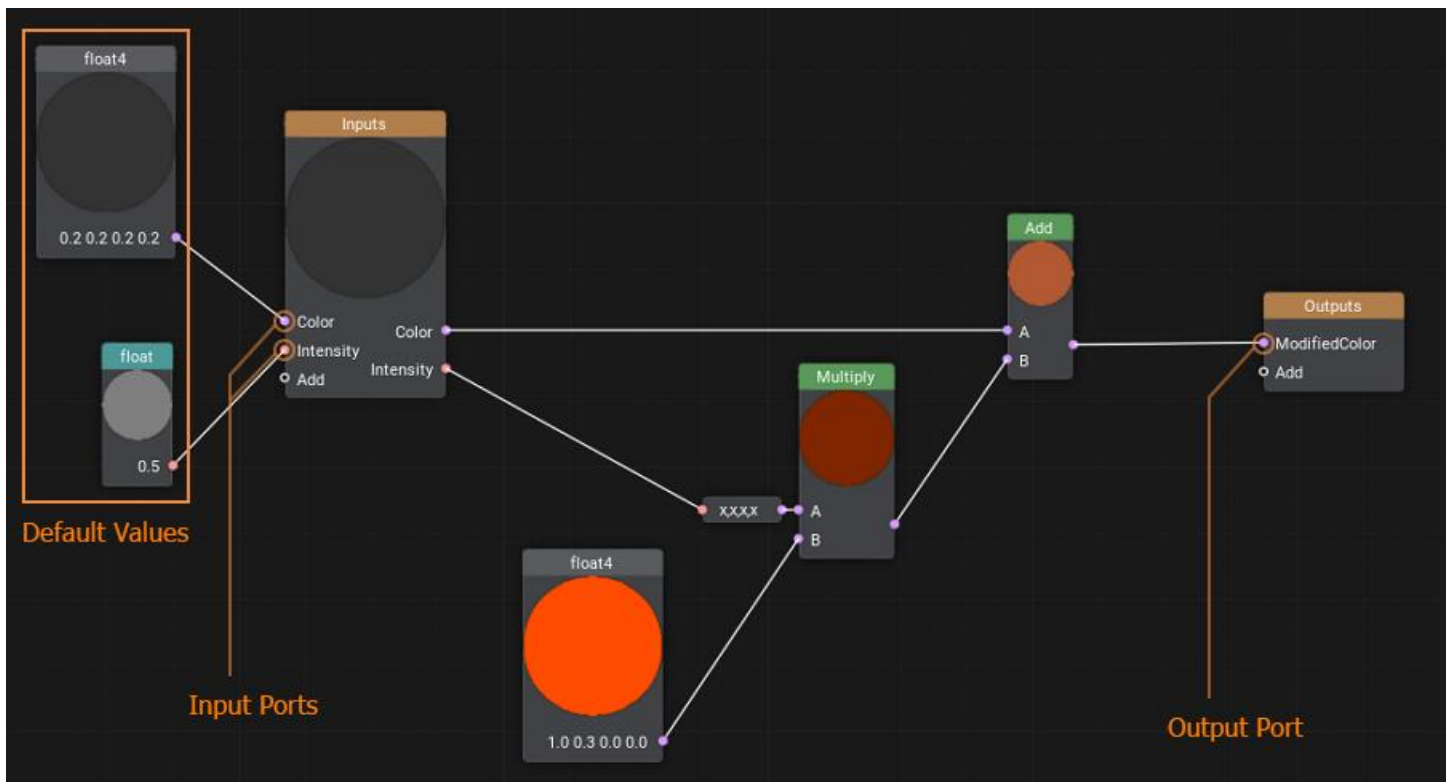 float4
0.2 0.2 0.2 0.2
float
0.5
Default Values
Inputs
Color
Intensity
Add
Color
Intensity
Input Ports
x,x,x,x
float4
1.0 0.3 0.0 0.0
Multiply
A
B
Add
A
B
Outputs
ModifiedColor
Add
Output Port